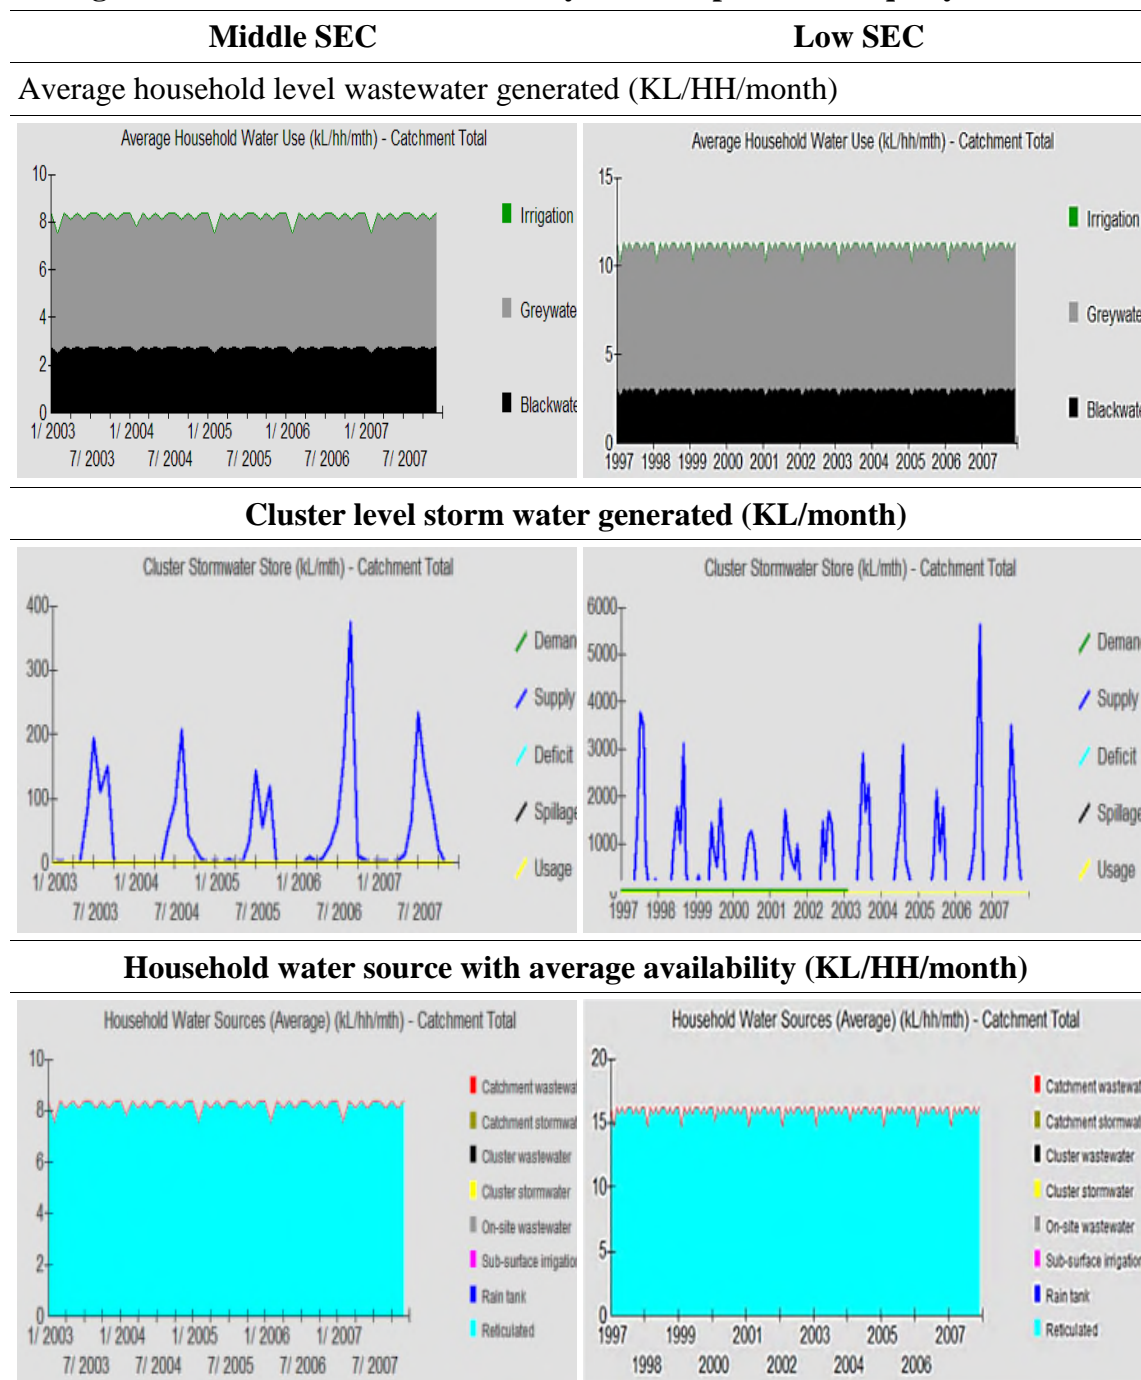 Middle SEC
Low SEC
Average household level wastewater generated (KL/HH/month)
Average Household Water Use (kL/hh/mth) - Catchment Total
10
8
6
4
2
0
1/ 2003
1/ 2004
1/ 2005
1/ 2006
1/ 2007
7/ 2003
7/ 2004
7/ 2005
7/ 2006
7/ 2007
Irrigation
Greywate
Blackwate
Average Household Water Use (kL/hh/mth) - Catchment Total
15
10
5
0
1997 1998 1999 2000 2001 2002 2003 2004 2005 2006 2007
Irrigation
Greywate
Blackwate
Cluster level storm water generated (KL/month)
Cluster Stormwater Store (kL/mth) - Catchment Total
400
300
200
100
0
1/ 2003
1/ 2004
1/ 2005
1/ 2006
1/ 2007
7/ 2003
7/ 2004
7/ 2005
7/ 2006
7/ 2007
Deman
Supply
Deficit
Spillage
Usage
Cluster Stormwater Store (kL/mth) - Catchment Total
6000
5000
4000
3000
2000
1000
1997 1998 1999 2000 2001 2002 2003 2004 2005 2006 2007
Deman
Supply
Deficit
Spillage
Usage
Household water source with average availability (KL/HH/month)
Household Water Sources (Average) (kL/hh/mth) - Catchment Total
10
8
6
4
2
0
1/ 2003
1/ 2004
1/ 2005
1/ 2006
1/ 2007
7/ 2003
7/ 2004
7/ 2005
7/ 2006
7/ 2007
Catchment wastewat
Catchment stormwat
Cluster wastewater
Cluster stormwater
On-site wastewater
Sub-surface irrigation
Rain tank
Reticulated
Household Water Sources (Average) (kL/hh/mth) - Catchment Total
20
15
10
5
0
1997 1999 2001 2003 2005 2007
1998 2000 2002 2004 2006
Catchment wastewat
Catchment stormwat
Cluster wastewater
Cluster stormwater
On-site wastewater
Sub-surface irrigation
Rain tank
Reticulated